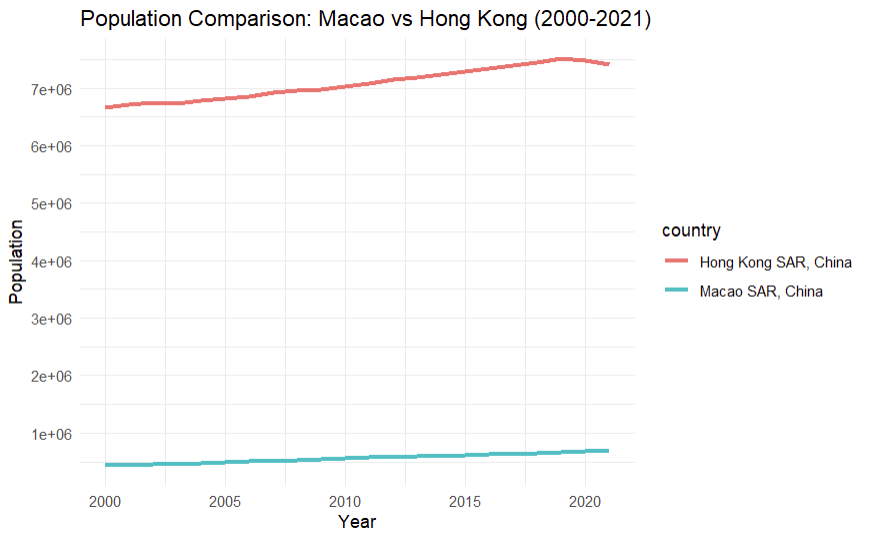 Population Comparison: Macao vs Hong Kong (2000-2021)
7e+06
6e+06
5e+06
4e+06
3e+06
2e+06
1e+06
Population
2000 2005 2010 2015 2020
Year
country
Hong Kong SAR, China
Macao SAR, China